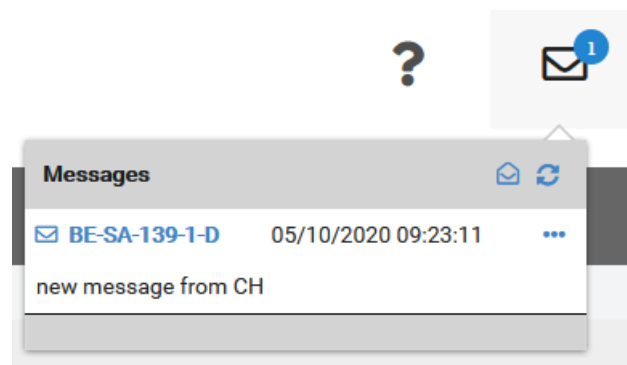 ?
1
Messages
BE-SA-139-1-D 05/10/2020 09:23:11 •••
new message from CH